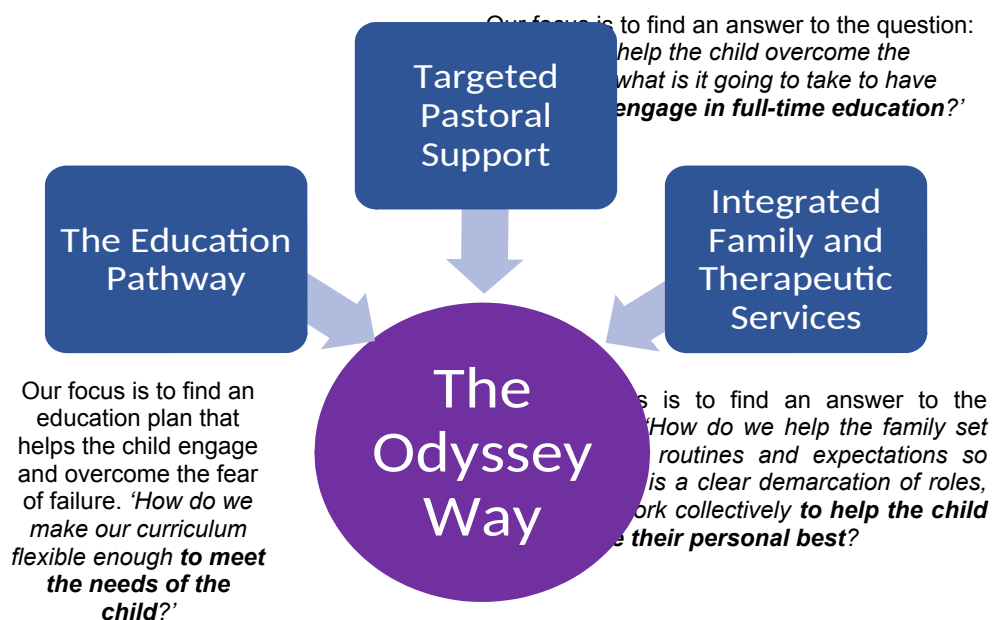 Our focus is to find an answer to the question:
help the child overcome the
what is it going to take to have
engage in full-time education?’
Targeted
Pastoral
Support
The Education
Pathway
Integrated
Family and
Therapeutic
Services
The
Odyssey
Way
Our focus is to find an
education plan that
helps the child engage
and overcome the fear
of failure. ‘How do we
make our curriculum
flexible enough to meet
the needs of the
child?’
is to find an answer to the
‘How do we help the family set
routines and expectations so
is a clear demarcation of roles,
collectively to help the child
their personal best?